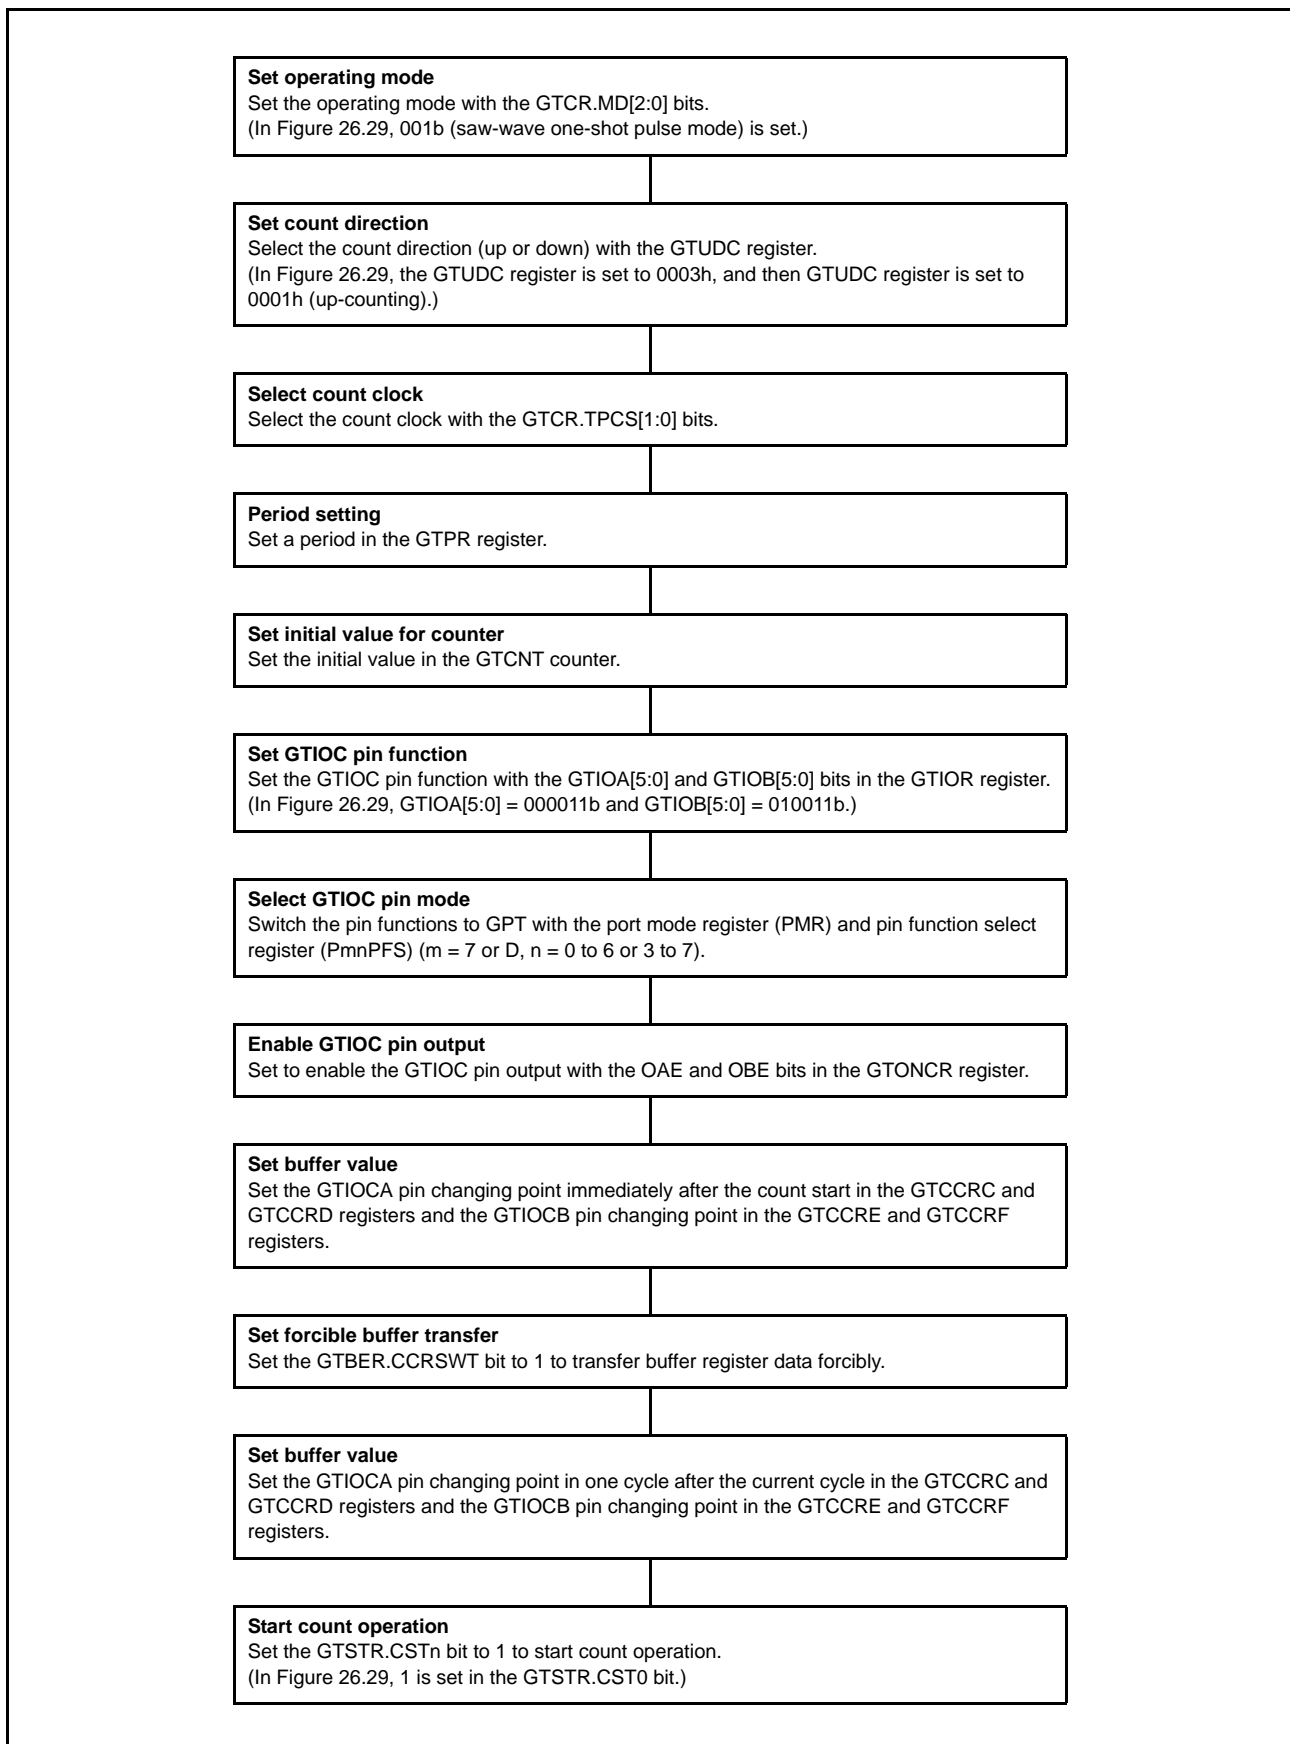 Set operating mode
Set the operating mode with the GTCR.MD[2:0] bits.
(In Figure 26.29, 001b (saw-wave one-shot pulse mode) is set.)
Set count direction
Select the count direction (up or down) with the GTUDC register.
(In Figure 26.29, the GTUDC register is set to 0003h, and then GTUDC register is set to
0001h (up-counting).)
Select count clock
Select the count clock with the GTCR.TPCS[1:0] bits.
Period setting
Set a period in the GTPR register.
Set initial value for counter
Set the initial value in the GTCNT counter.
Set GTIOC pin function
Set the GTIOC pin function with the GTIOA[5:0] and GTIOB[5:0] bits in the GTIOR register.
(In Figure 26.29, GTIOA[5:0] = 000011b and GTIOB[5:0] = 010011b.)
Select GTIOC pin mode
Switch the pin functions to GPT with the port mode register (PMR) and pin function select
register (PmnPFS) (m = 7 or D, n = 0 to 6 or 3 to 7).
Enable GTIOC pin output
Set to enable the GTIOC pin output with the OAE and OBE bits in the GTONCR register.
Set buffer value
Set the GTIOCA pin changing point immediately after the count start in the GTCCRC and
GTCCRD registers and the GTIOCB pin changing point in the GTCCRE and GTCCRF
registers.
Set forcible buffer transfer
Set the GTBER.CCRSWT bit to 1 to transfer buffer register data forcibly.
Set buffer value
Set the GTIOCA pin changing point in one cycle after the current cycle in the GTCCRC and
GTCCRD registers and the GTIOCB pin changing point in the GTCCRE and GTCCRF
registers.
Start count operation
Set the GTSTR.CSTn bit to 1 to start count operation.
(In Figure 26.29, 1 is set in the GTSTR.CST0 bit.)